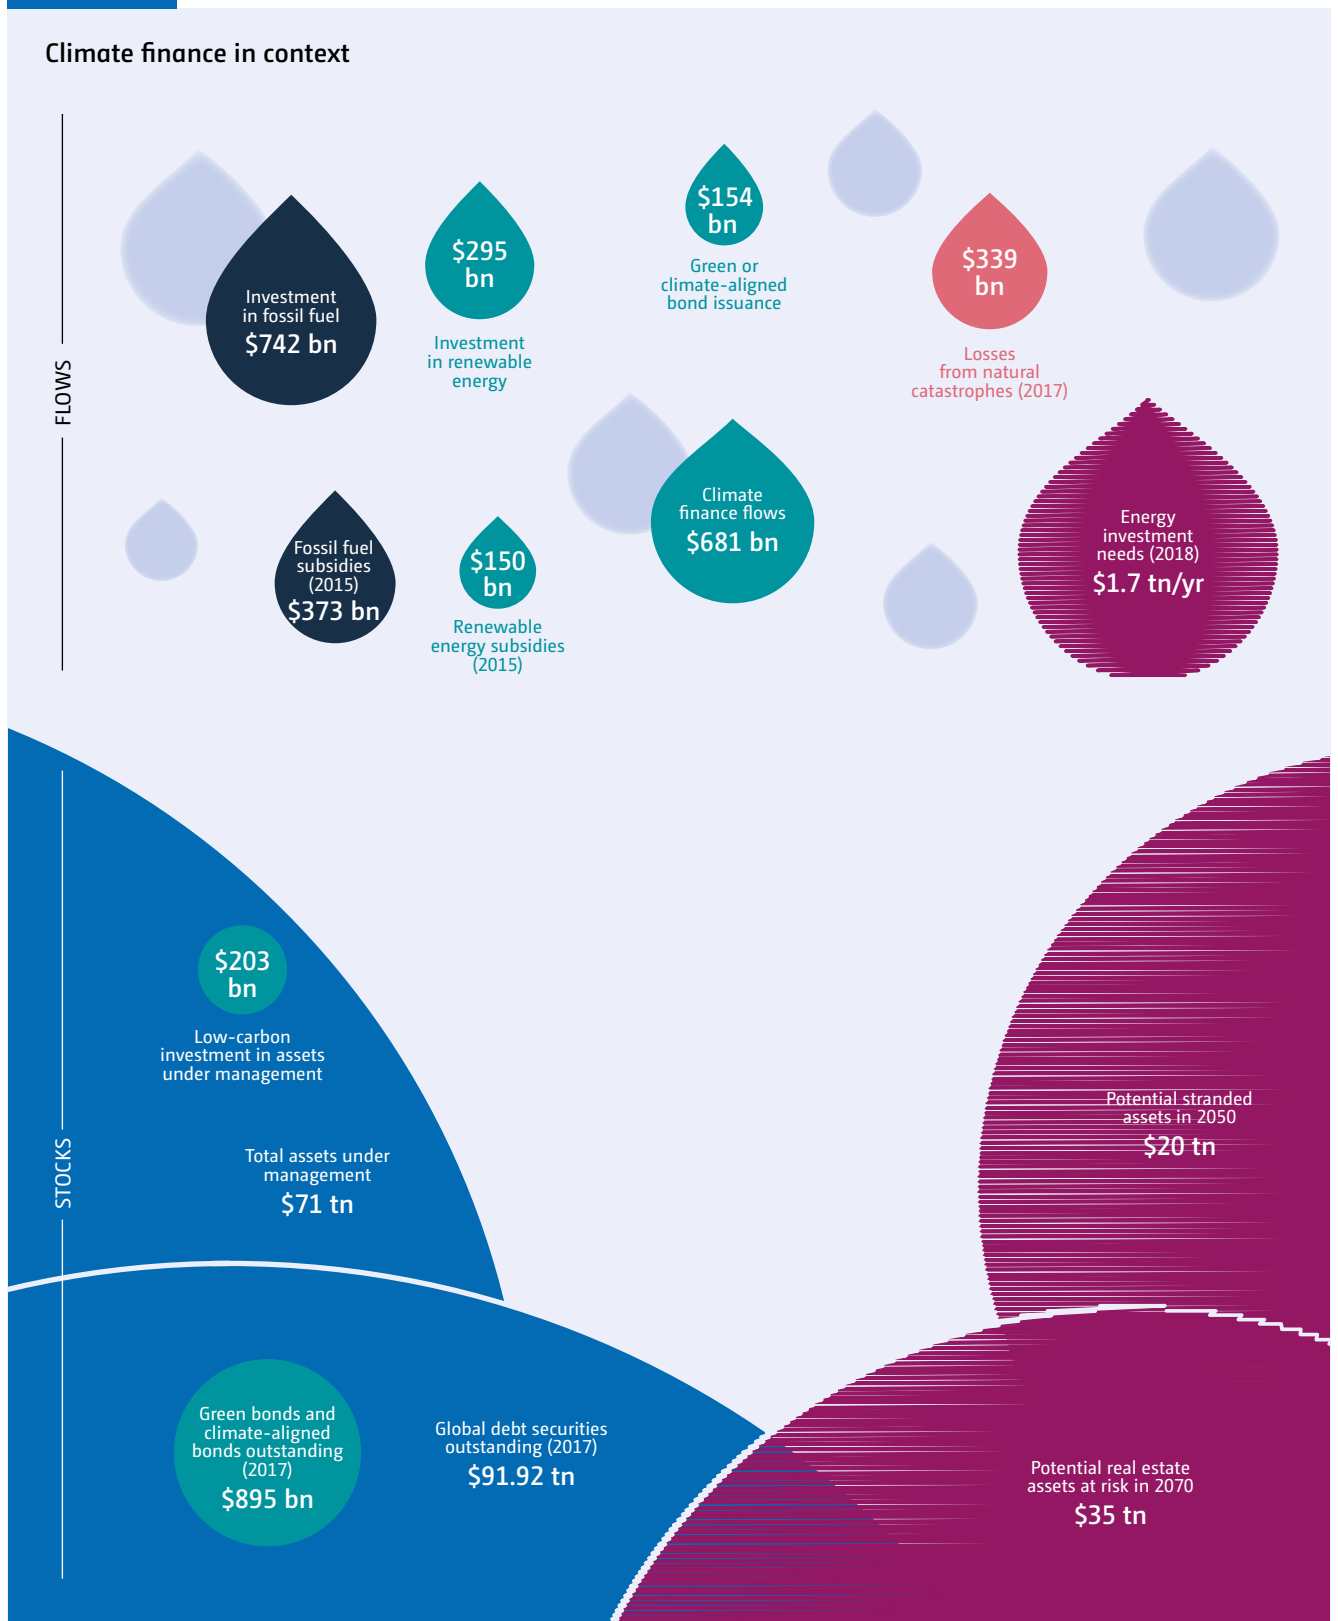 Climate finance in context
FLOWS
Investment
in fossil fuel
$742 bn
$295
bn
Investment
in renewable
energy
$154
bn
Green or
climate-aligned
bond issuance
$339
bn
Losses
from natural
catastrophes (2017)
Fossil fuel
subsidies
(2015)
$373 bn
$150
bn
Renewable
energy subsidies
(2015)
Climate
finance flows
$681 bn
Energy
investment
needs (2018)
$1.7 tn/yr
STOCKS
$203
bn
Low-carbon
investment in assets
under management
Total assets under
management
$71 tn
Potential stranded
assets in 2050
$20 tn
Green bonds and
climate-aligned
bonds outstanding
(2017)
$895 bn
Global debt securities
outstanding (2017)
$91.92 tn
Potential real estate
assets at risk in 2070
$35 tn